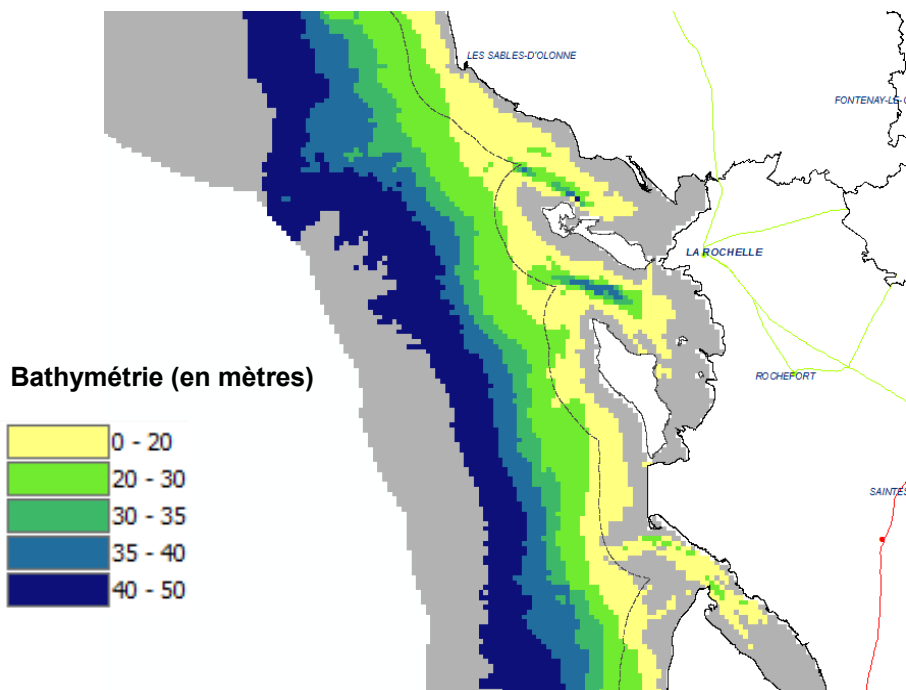 LES SABLES-D'OLONNE
FONTENAY-LE-C
LA ROCHELLE
Bathymétrie (en mètres)
ROCHEFORT
0 - 20
20 - 30
30 - 35
35 - 40
40 - 50
SAINTES